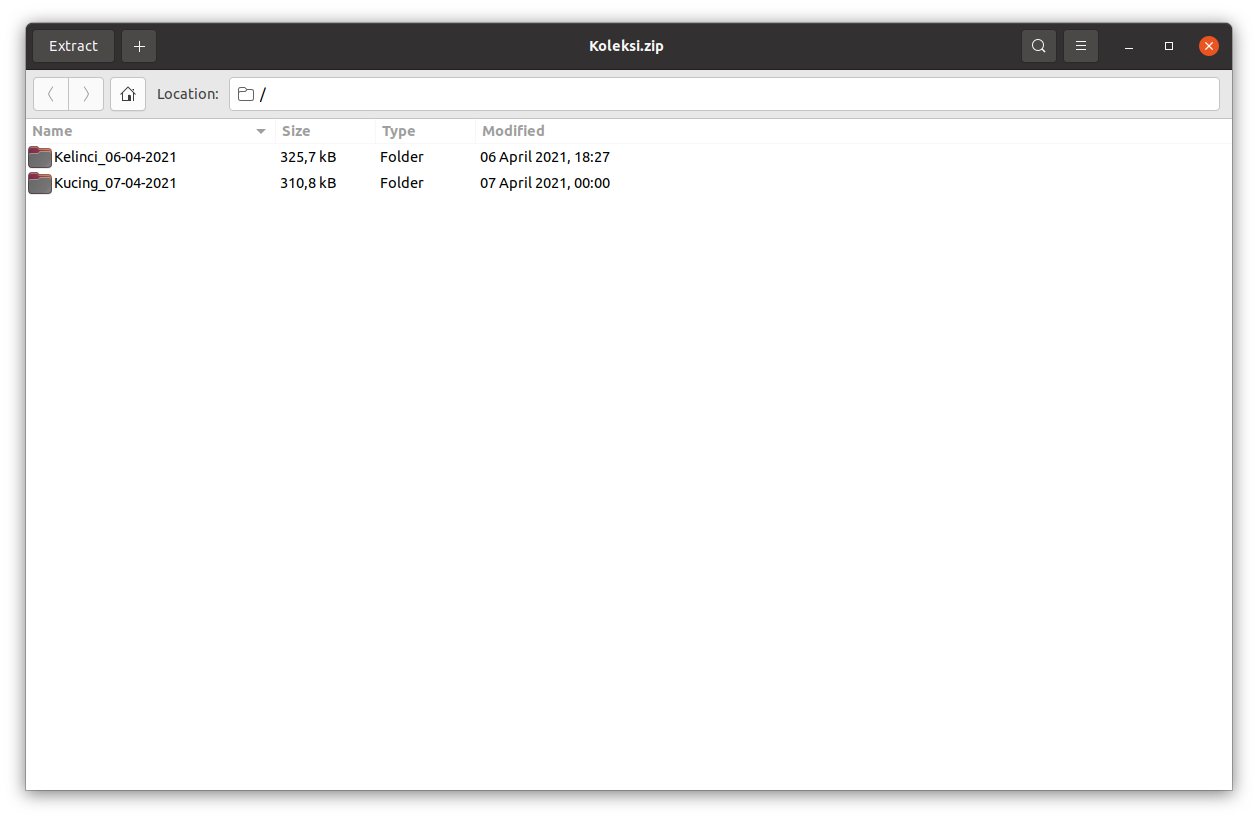 Extract + Koleksi.zip
Location: /
Name Size Type Modified
Kelinci_06-04-2021 325,7 kB Folder 06 April 2021, 18:27
Kucing_07-04-2021 310,8 kB Folder 07 April 2021, 00:00